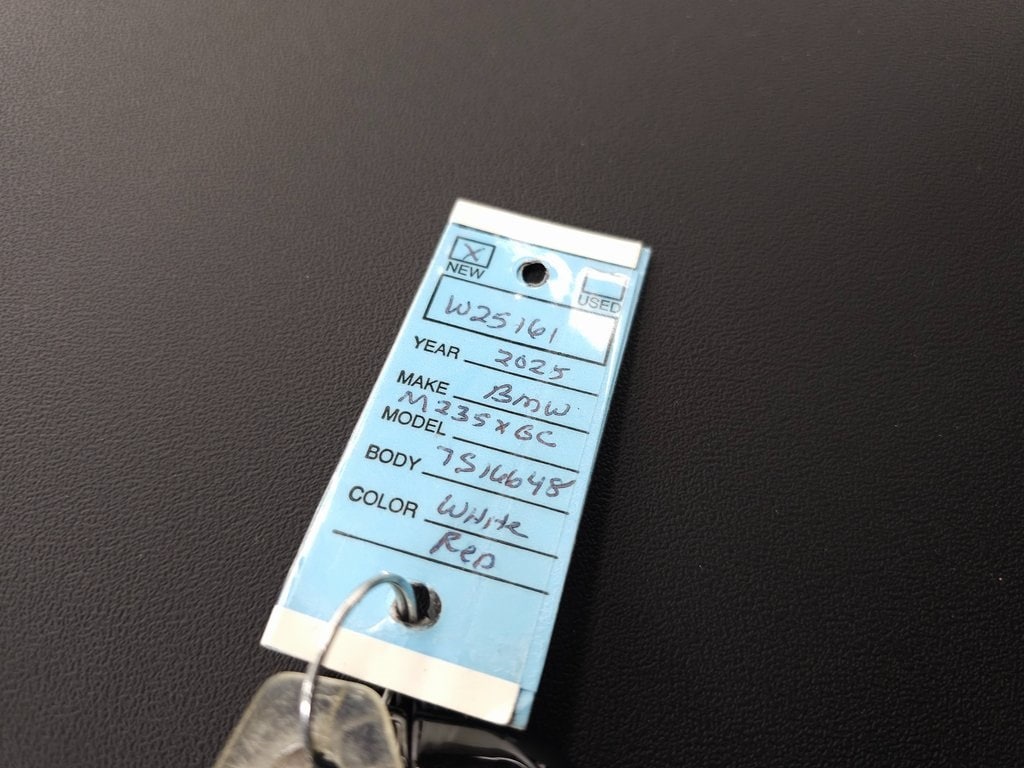 X
NEW
USED
W25161
YEAR 2025
MAKE BMW
MODEL M235xGC
BODY 7S16648
COLOR WHite
ReD